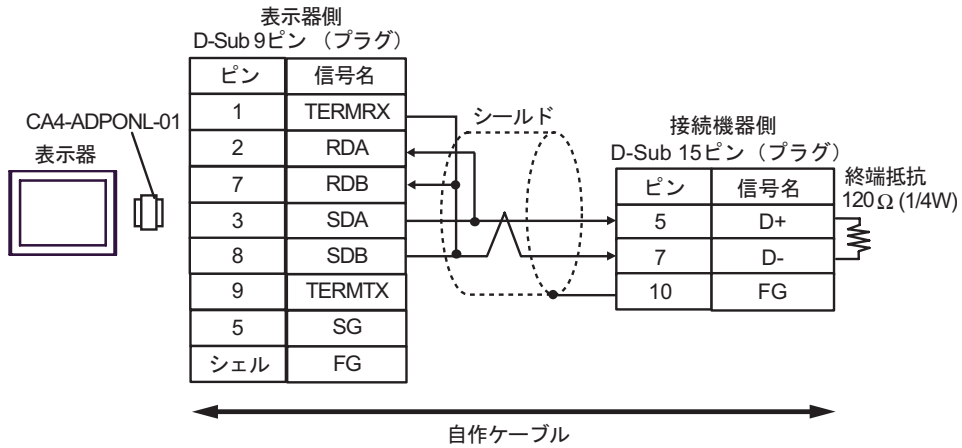 表示器側
D-Sub 9ピン （プラグ）
ピン 信号名
1 TERMRX
2 RDA
7 RDB
3 SDA
8 SDB
9 TERMTX
5 SG
シェル FG
CA4-ADPONL-01
表示器
シールド
接続機器側
D-Sub 15ピン（プラグ）
ピン 信号名
5 D+
7 D-
10 FG
終端抵抗
120Ω(1/4W)
自作ケーブル